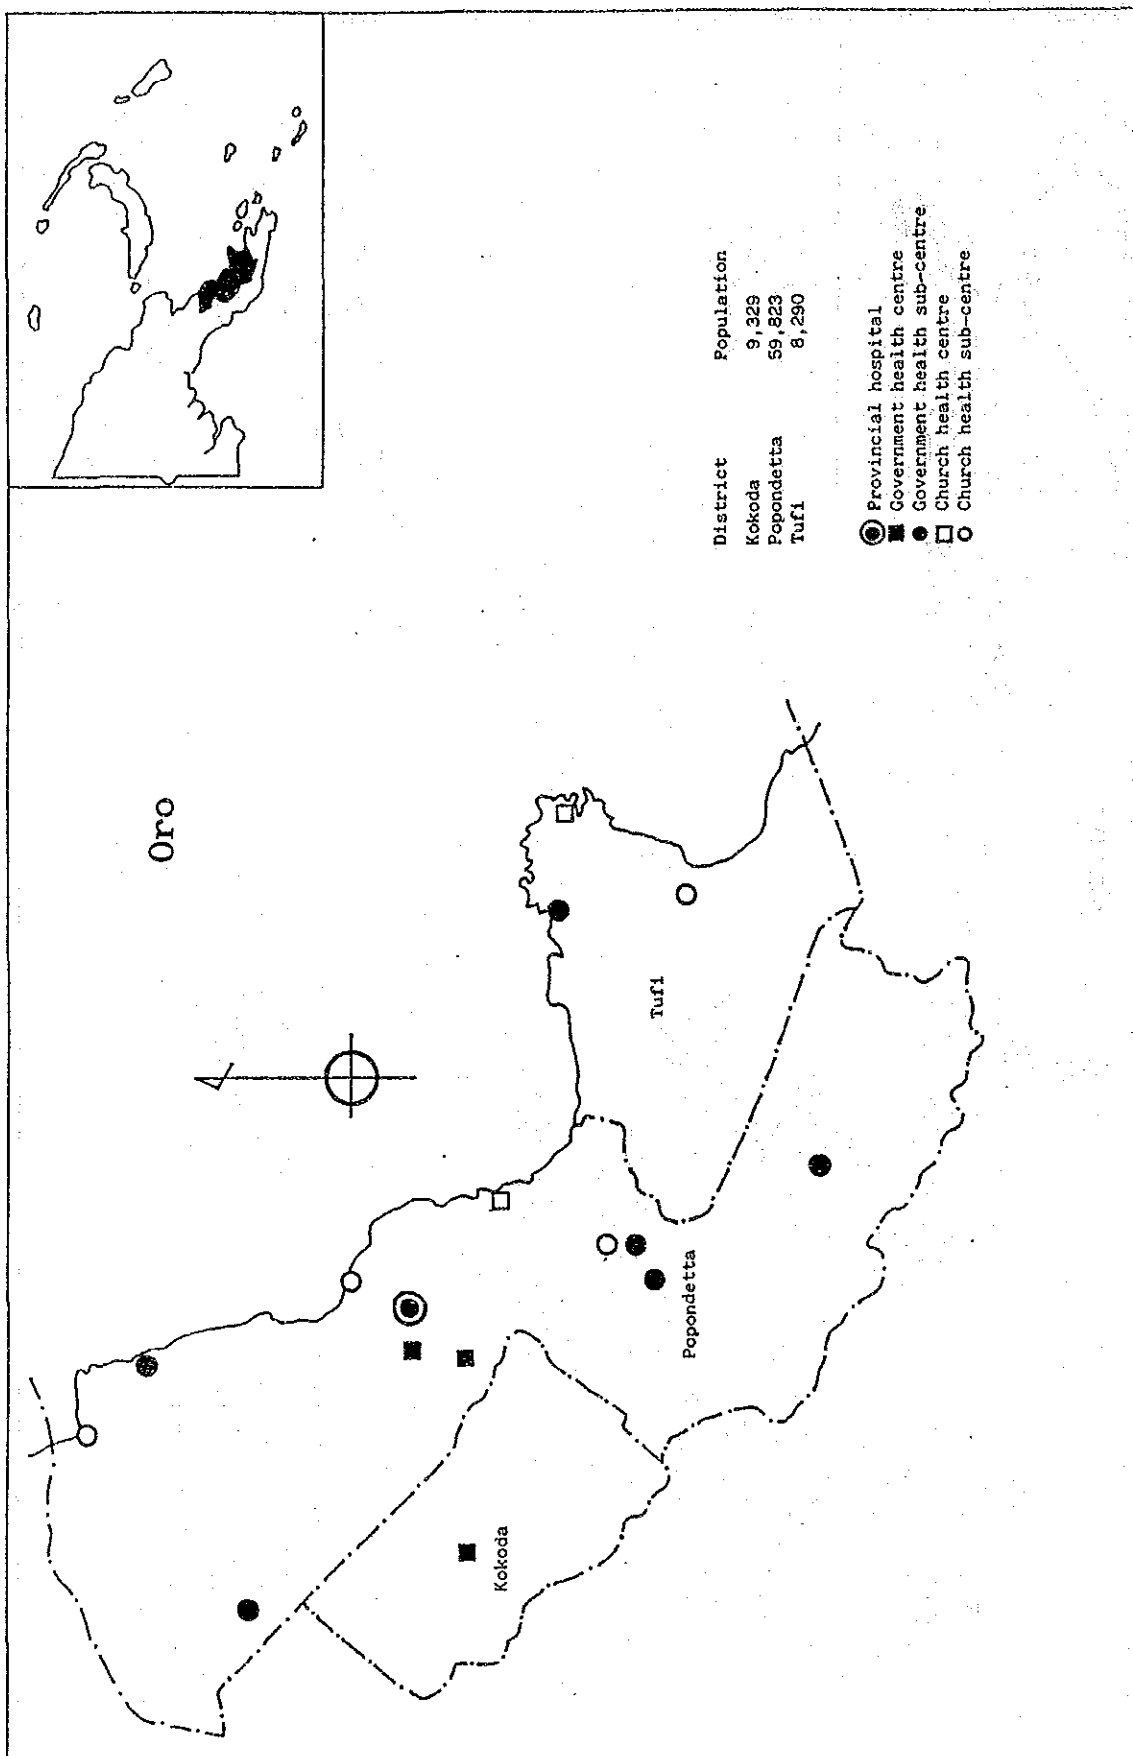 Oro
Tufi
Popondetta
Kokoda
District Population
Kokoda 9,329
Popondetta 59,823
Tufi 8,290
Provincial hospital
Government health centre
Government health sub-centre
Church health centre
Church health sub-centre